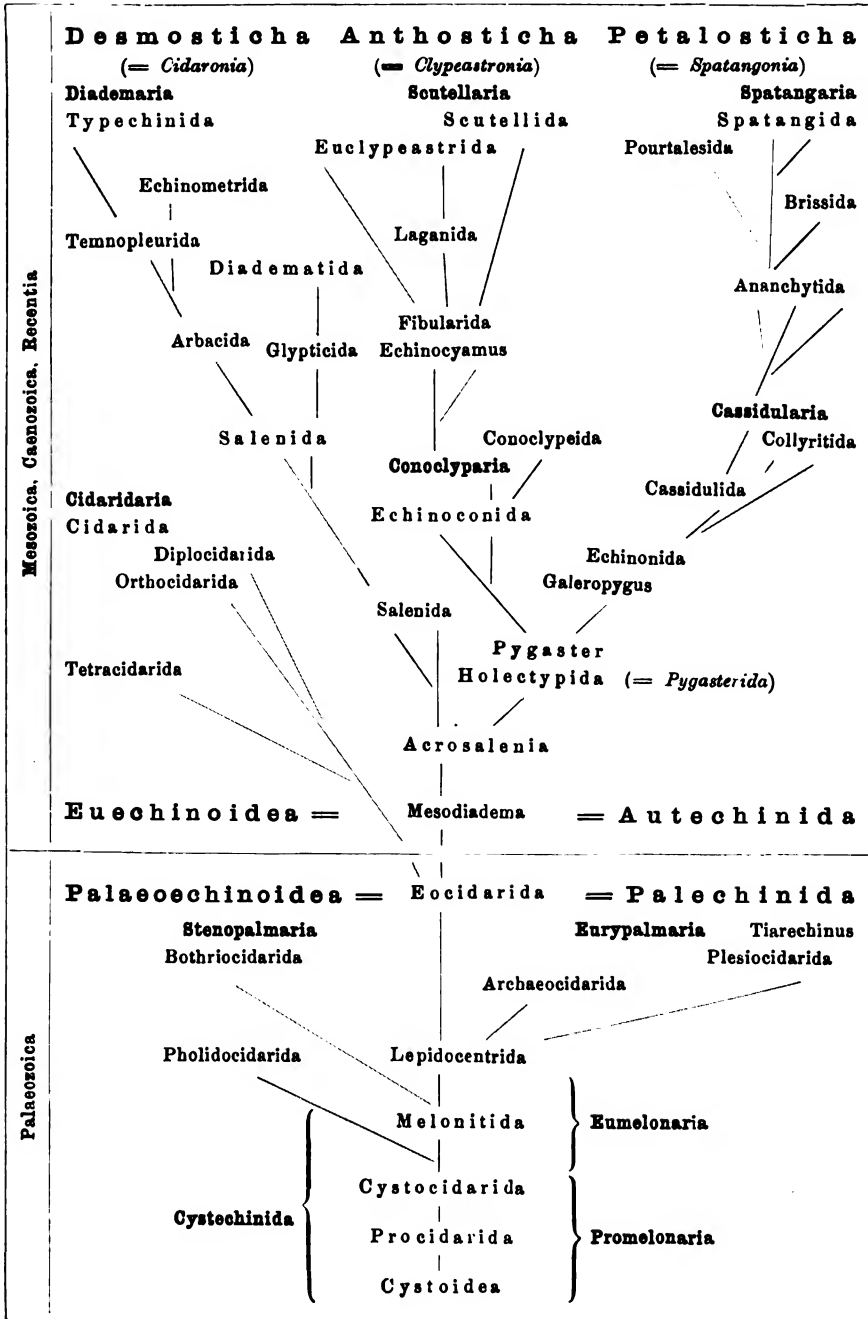 Desmosticha Anthosticha Petalosticha
(= Cidaronia) (= Clypeastronia) (= Spatangonia)
Diademaria Scutellaria Spatangaria
Typechinida Scutellida Spatangida
Euclypeastrida Pourtalesida
Echinometrida Brissida
Temnopleurida Laganida
Diadematida Ananchytida
Arbacida Glypticida Fibularida
Echinocyamus
Cassidularia
Salenida Conoclypeida Collyritida
Conoclyparia
Cidaridaria Cassidulida
Cidarida Echinoconida
Diplocidarida Echinonida
Orthocidarida Galeropygus
Salenida
Pygaster
Tetracidarida Holectypida (= Pygasterida)
Acrosalenia
Euechinoidea = Mesodiadema = Autechinida
Mesozoica, Caenozoica, Recentia
Palaeoechinoidea = Eocidarida = Palechinida
Stenopalmaria Eurypalmaria Tiarechinus
Bothriocidarida Plesiocidarida
Archaeocidarida
Pholidocidarida Lepidocentrida
Melonitida Eumelonaria
Cystocidarida
Cystechinida Procidarida Promelonaria
Cystoidea
Palaeozoica